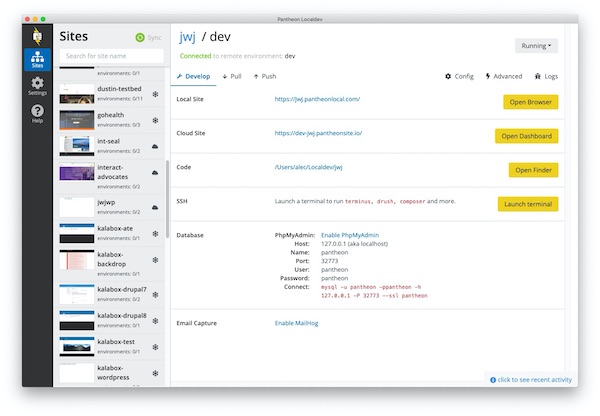 Pantheon Localdev
Sites
Sync
Search for site name
environments: 0/1
dustin-testbed
environments: 0/11
gohealth
environments: 0/3
int-seal
environments: 0/2
interact-
advocates
environments: 0/2
jwjwp
environments: 0/2
kalabox-ate
environments: 0/1
kalabox-
backdrop
environments: 0/1
kalabox-drupal7
environments: 0/2
kalabox-drupal8
environments: 0/1
kalabox-test
environments: 0/1
kalabox-
wordpress
environments: 0/2
Sites
Settings
Help
jwj / dev
Connected to remote environment: dev
Running
Develop Pull Push Config Advanced Logs
Local Site https://jwj.pantheonlocal.com/ Open Browser
Cloud Site https://dev-jwj.pantheonsite.io/ Open Dashboard
Code /Users/alec/Localdev/jwj Open Finder
SSH Launch a terminal to run terminus, drush, composer and more. Launch terminal
Database PhpMyAdmin: Enable PhpMyAdmin
Host: 127.0.0.1 (aka localhost)
Name: pantheon
Port: 32773
User: pantheon
Password: pantheon
Connect: mysql -u pantheon -ppantheon -h
127.0.0.1 -P 32773 --ssl pantheon
Email Capture Enable MailHog
click to see recent activity